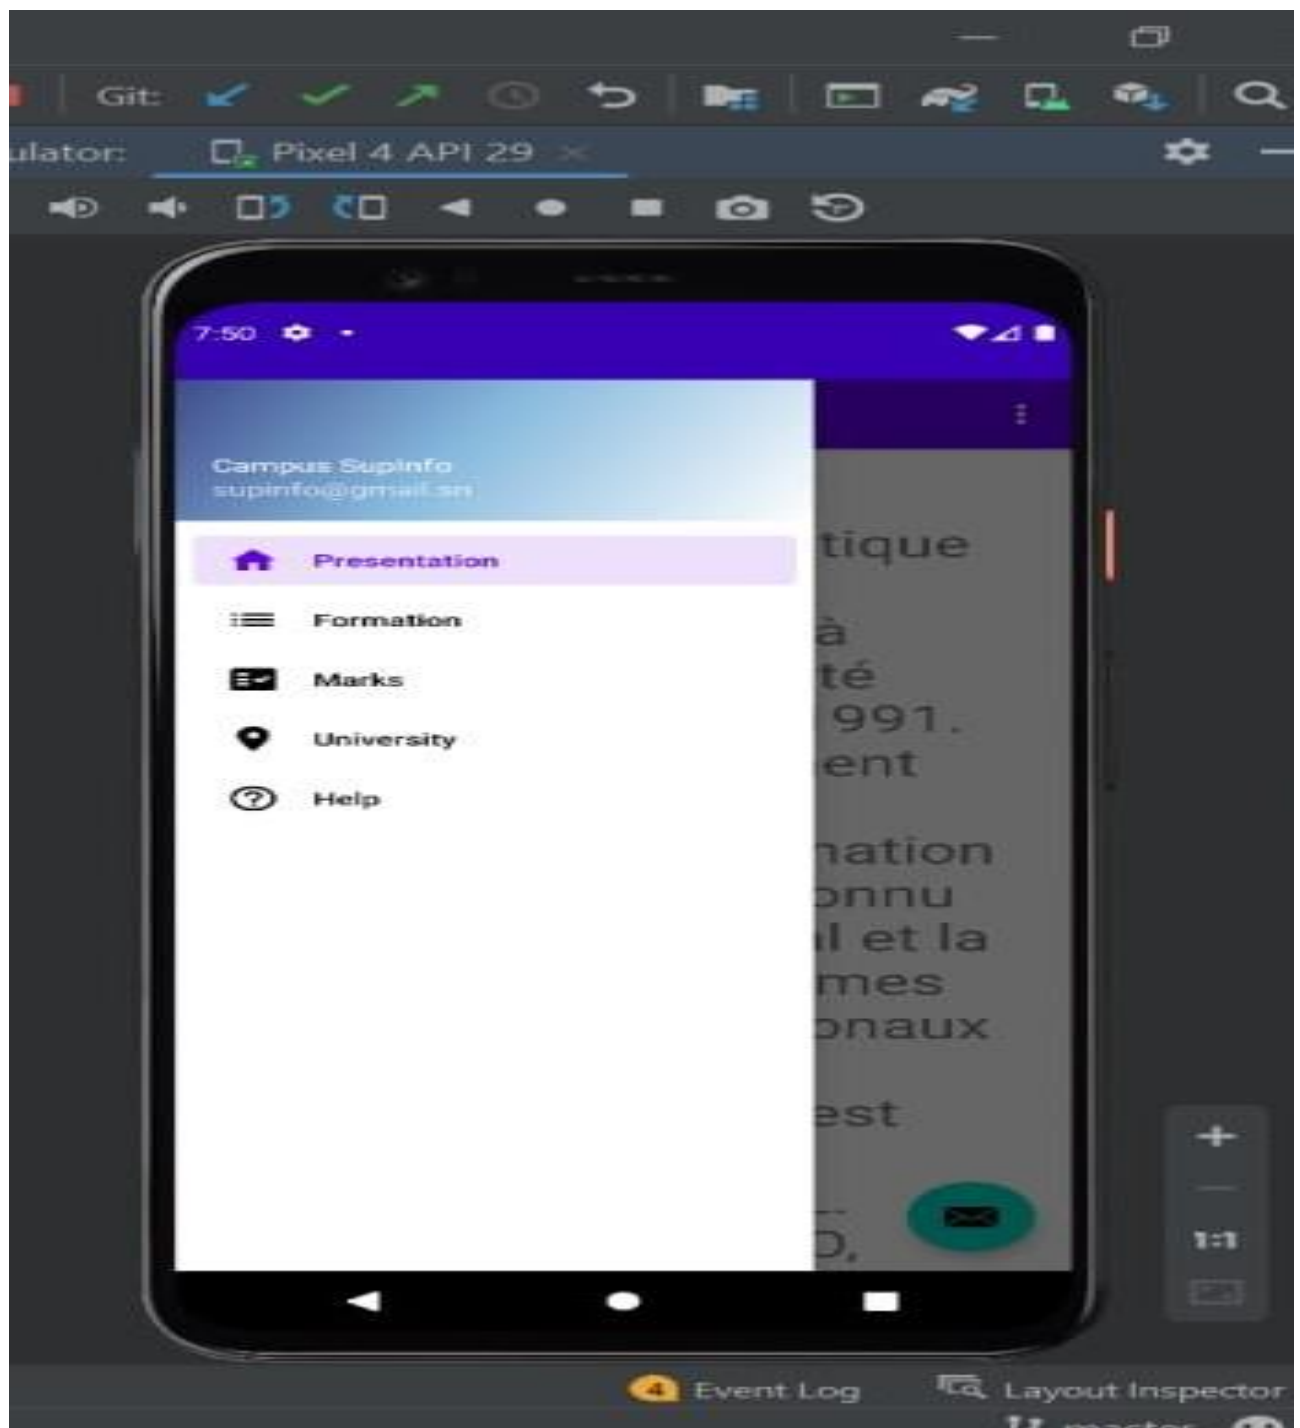 Git:
ulator:
Pixel 4 API 29
7:50
Campus SupInfo
supinfo@gmail.sn
Presentation
Formation
Marks
University
Help
tique
à
té
991.
ent
nation
onnu
l et la
mes
onaux
est
O,
1:1
4 Event Log
Layout Inspector
master